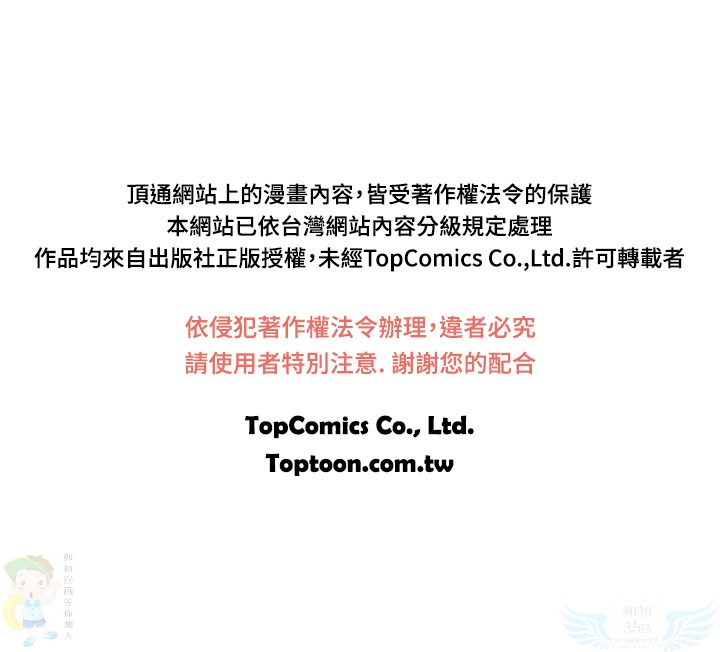 頂通網站上的漫畫內容，皆受著作權法令的保護
本網站已依台灣網站內容分級規定處理
作品均來自出版社正版授權，未經TopComics Co.,Ltd.許可轉載者
依侵犯著作權法令辦理，違者必究
請使用者特別注意. 謝謝您的配合
TopComics Co., Ltd.
Toptoon.com.tw